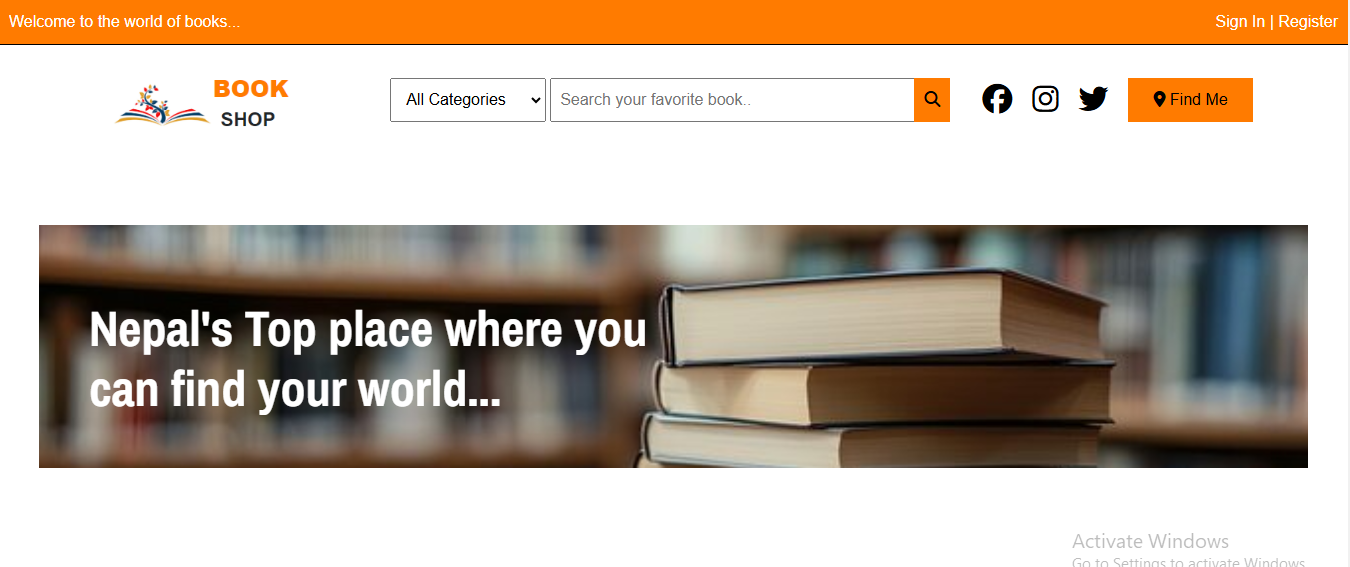 Welcome to the world of books...
Sign In | Register
BOOK
SHOP
All Categories
Search your favorite book..
Find Me
Nepal's Top place where you
can find your world...
Activate Windows
Go to Settings to activate Windows.